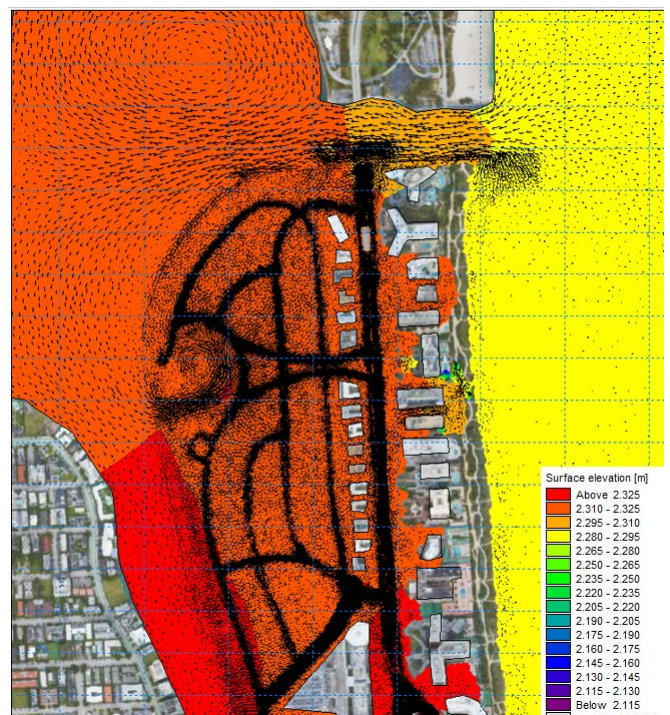 Surface elevation [m]
Above 2.325
2.310 - 2.325
2.295 - 2.310
2.280 - 2.295
2.265 - 2.280
2.250 - 2.265
2.235 - 2.250
2.220 - 2.235
2.205 - 2.220
2.190 - 2.205
2.175 - 2.190
2.160 - 2.175
2.145 - 2.160
2.130 - 2.145
2.115 - 2.130
Below 2.115